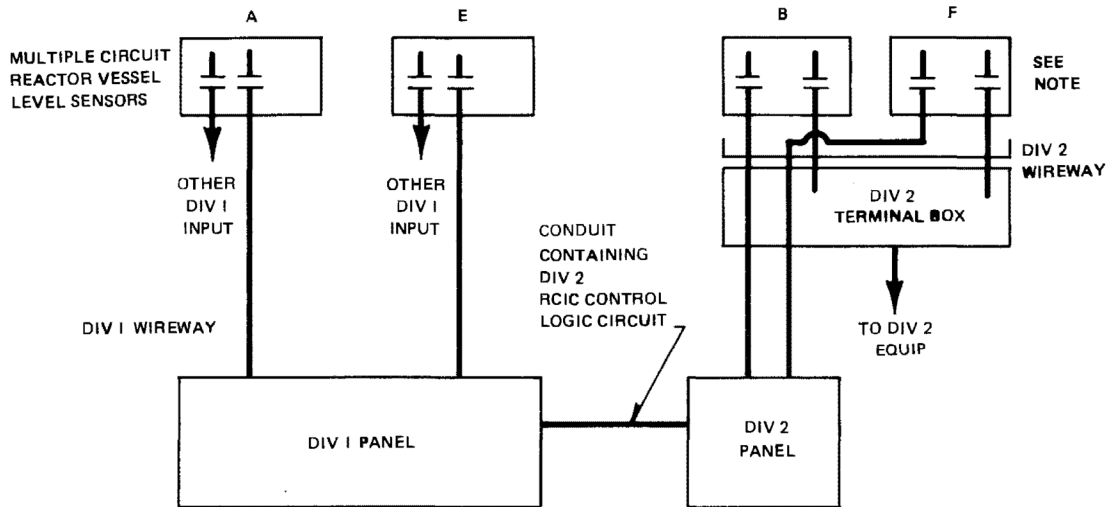 A
E
B
F
MULTIPLE CIRCUIT
REACTOR VESSEL
LEVEL SENSORS
SEE
NOTE
OTHER
DIV I
INPUT
OTHER
DIV I
INPUT
DIV 2
WIREWAY
DIV 2
TERMINAL BOX
CONDUIT
CONTAINING
DIV 2
RCIC CONTROL
LOGIC CIRCUIT
DIV I WIREWAY
TO DIV 2
EQUIP
DIV I PANEL
DIV 2
PANEL